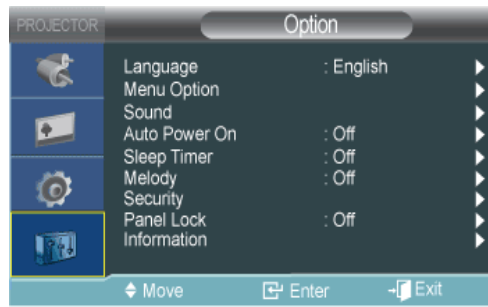 PROJECTOR
Option
Language : English
Menu Option
Sound
Auto Power On : Off
Sleep Timer : Off
Melody : Off
Security
Panel Lock : Off
Information
Move Enter Exit